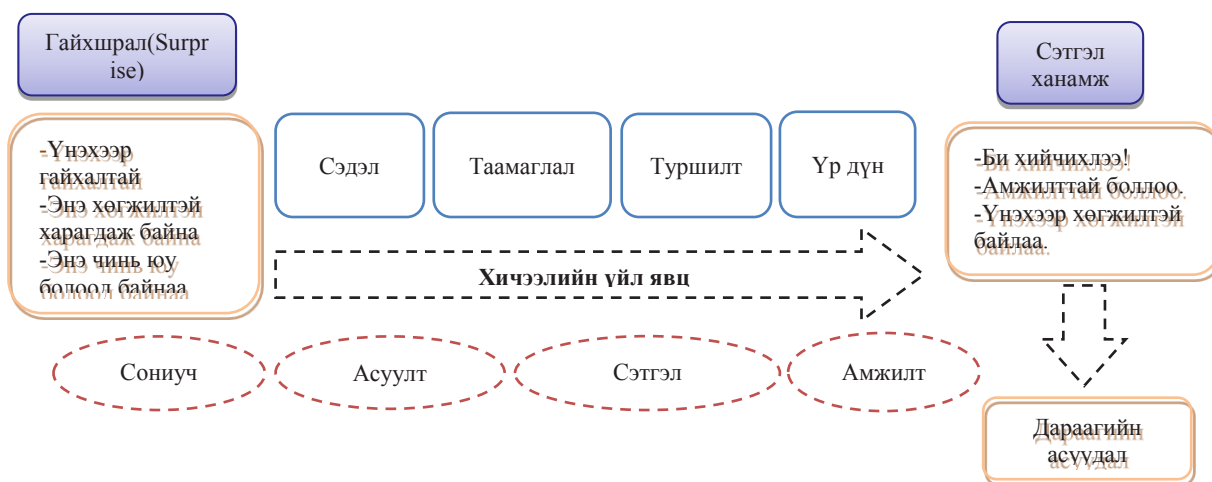 Гайхшрал(Surpr
ise)
Сэтгэл
ханамж
-Үнэхээр
гайхалтай
-Энэ хөгжилтэй
харагдаж байна
-Энэ чинь юу
болоод байнаа
Сэдэл
Таамаглал
Туршилт
Үр дүн
-Би хийчихлээ!
-Амжилттай боллоо.
-Үнэхээр хөгжилтэй
байлаа.
Хичээлийн үйл явц
Сониуч
Асуулт
Сэтгэл
Амжилт
Дараагийн
асуудал